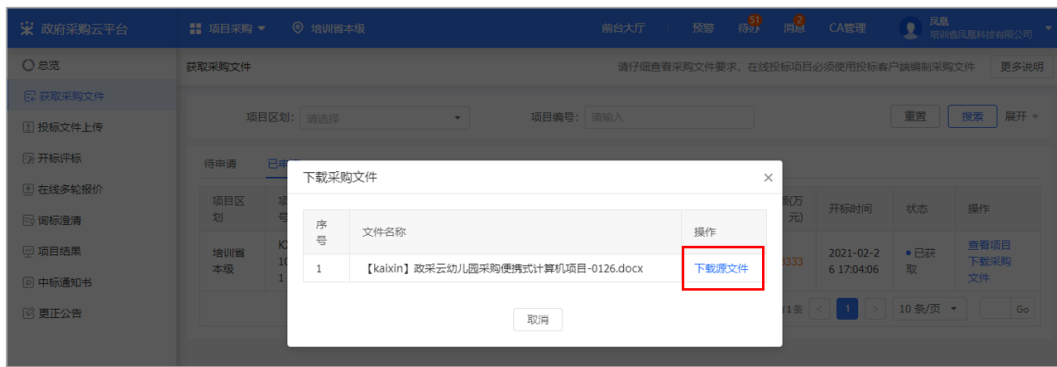 政府采购云平台
项目采购
培训省本级
前台大厅
预警
待办
51
消息
2
CA管理
凤凰
培训省凤凰科技有限公司
总览
获取采购文件
请仔细查看采购文件要求，在线投标项目必须使用投标客户端编制采购文件
更多说明
获取采购文件
投标文件上传
开标评标
在线多轮报价
询标澄清
项目结果
中标通知书
更正公告
项目区划：
请选择
项目编号：
请输入
重置
搜索
展开
待申请
下载采购文件
序号
文件名称
操作
1
【kaixin】政采云幼儿园采购便携式计算机项目-0126.docx
下载源文件
取消
项目区
划
开标时间
状态
操作
元)
培训省
本级
3333
2021-02-2
6 17:04:06
已获
取
查看项目
下载采购
文件
1条
1
10 条/页
Go